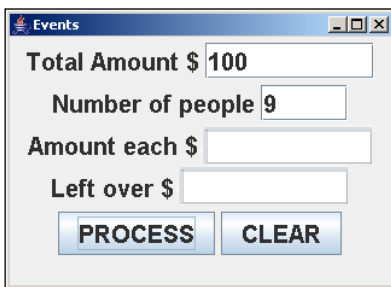 Events
Total Amount $ 100
Number of people 9
Amount each $
Left over $
PROCESS CLEAR